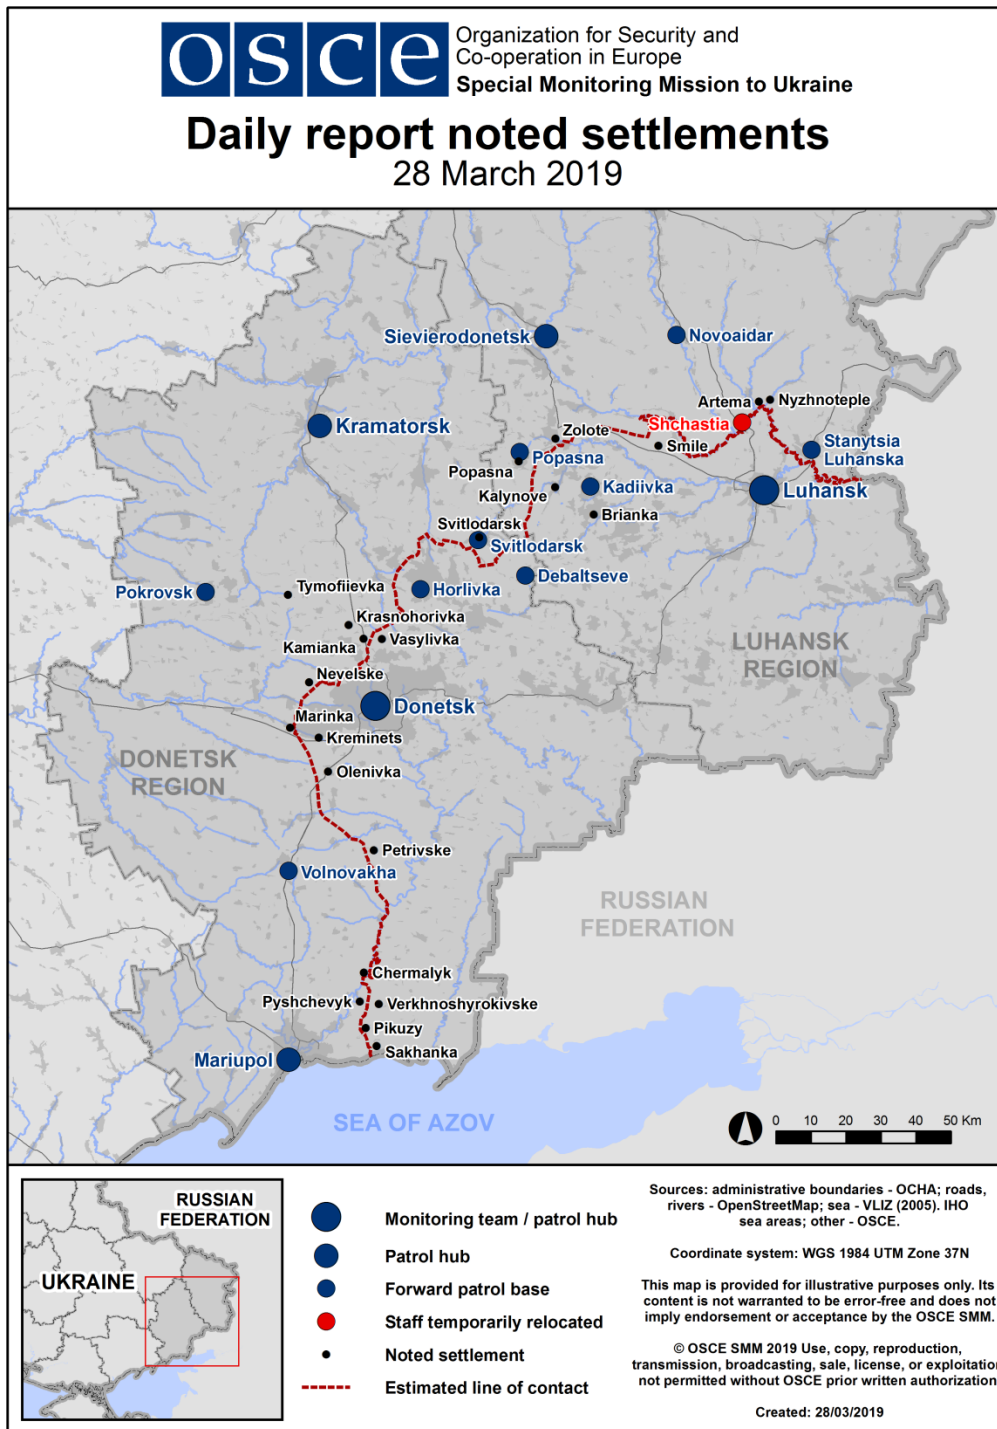 osce
Organization for Security and
Co-operation in Europe
Special Monitoring Mission to Ukraine
Daily report noted settlements
28 March 2019
Sievierodonetsk
Novoaidar
Artema
Nyzhnoteple
Shchastia
Kramatorsk
Zolote
Smile
Stanytsia
Luhanska
Popasna
Popasna
Kalynove
Kadiivka
Luhansk
Brianka
Svitlodarsk
Svitlodarsk
Debaltseve
Pokrovsk
Tymofiievka
Horlivka
Krasnohorivka
Kamianka
Vasylivka
LUHANSK
REGION
Nevelske
Donetsk
Marinka
Kreminets
DONETSK
REGION
Olenivka
Petrivske
Volnovakha
RUSSIAN
FEDERATION
Chermalyk
Pyshchevyk
Verkhnoshyrokivske
Pikuzy
Sakhanka
Mariupol
SEA OF AZOV
0 10 20 30 40 50 Km
RUSSIAN
FEDERATION
UKRAINE
Monitoring team / patrol hub
Patrol hub
Forward patrol base
Staff temporarily relocated
Noted settlement
Estimated line of contact
Sources: administrative boundaries - OCHA; roads,
rivers - OpenStreetMap; sea - VLIZ (2005). IHO
sea areas; other - OSCE.
Coordinate system: WGS 1984 UTM Zone 37N
This map is provided for illustrative purposes only. Its
content is not warranted to be error-free and does not
imply endorsement or acceptance by the OSCE SMM.
© OSCE SMM 2019 Use, copy, reproduction,
transmission, broadcasting, sale, license, or exploitation
not permitted without OSCE prior written authorization
Created: 28/03/2019